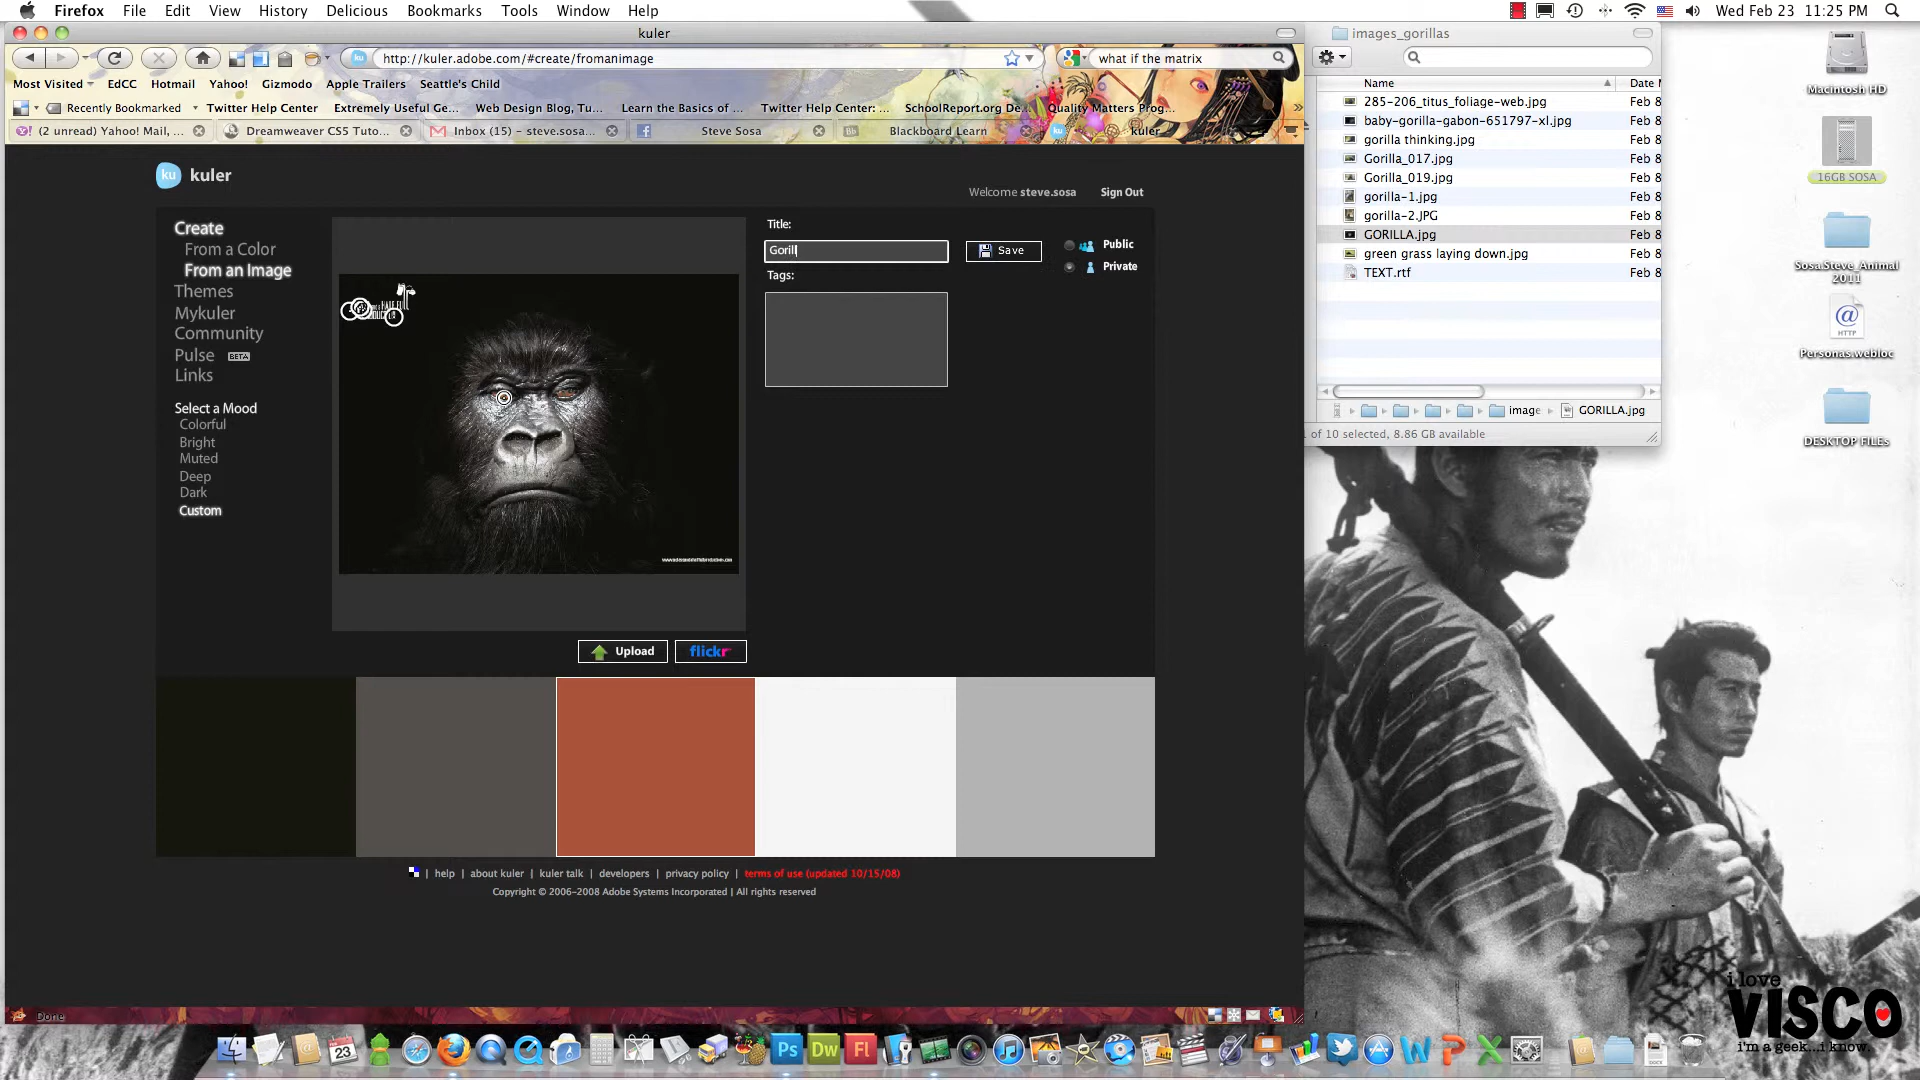 Firefox File Edit View History Delicious Bookmarks Tools Window Help
Wed Feb 23 11:25 PM
kuler
http://kuler.adobe.com/#create/fromanimage
what if the matrix
Most Visited EdCC Hotmail Yahoo! Gizmodo Apple Trailers Seattle's Child
Recently Bookmarked Twitter Help Center Extremely Useful Ge... Web Design Blog, Tu... Learn the Basics of ... Twitter Help Center: ... SchoolReport.org De... Quality Matters Prog...
(2 unread) Yahoo! Mail, ... Dreamweaver CS5 Tuto... Inbox (15) – steve.sosa... Steve Sosa Blackboard Learn kuler
ku kuler
Welcome steve.sosa Sign Out
Create
From a Color
From an Image
Themes
Mykuler
Community
Pulse BETA
Links
Select a Mood
Colorful
Bright
Muted
Deep
Dark
Custom
Title:
Gorill
Save
Public
Private
Tags:
Upload
flickr
help | about kuler | kuler talk | developers | privacy policy | terms of use (updated 10/15/08)
Copyright © 2006-2008 Adobe Systems Incorporated | All rights reserved
Done
images_gorillas
Name Date M
285-206_titus_foliage-web.jpg Feb 8
baby-gorilla-gabon-651797-xl.jpg Feb 8
gorilla thinking.jpg Feb 8
Gorilla_017.jpg Feb 8
Gorilla_019.jpg Feb 8
gorilla-1.jpg Feb 8
gorilla-2.JPG Feb 8
GORILLA.jpg Feb 8
green grass laying down.jpg Feb 8
TEXT.rtf Feb 8
image GORILLA.jpg
of 10 selected, 8.86 GB available
Macintosh HD
16GB SOSA
Sosa.Steve_Animal
2011
@
HTTP
Personas.webloc
DESKTOP FILEs
i love
VISCO
i'm a geek...i know.
23
Ps Dw Fl